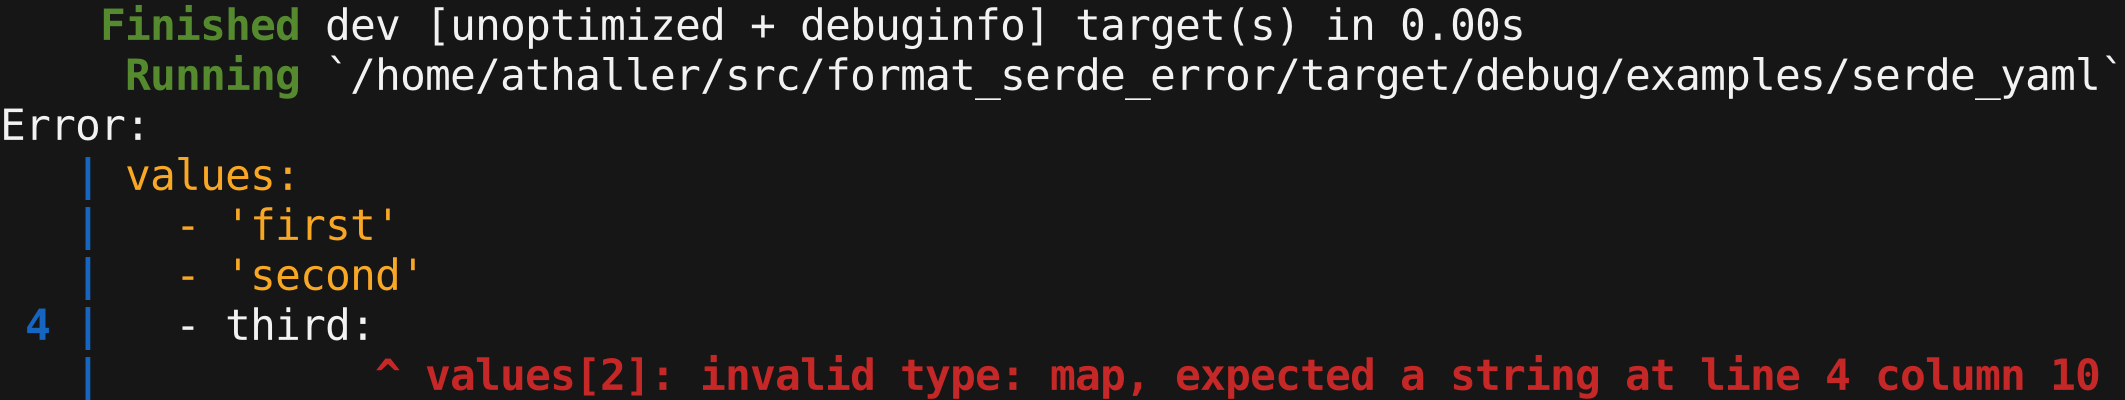 Finished dev [unoptimized + debuginfo] target(s) in 0.00s
Running `/home/athaller/src/format_serde_error/target/debug/examples/serde_yaml`
Error:
| values:
|   - 'first'
|   - 'second'
4 |   - third:
|            ^ values[2]: invalid type: map, expected a string at line 4 column 10